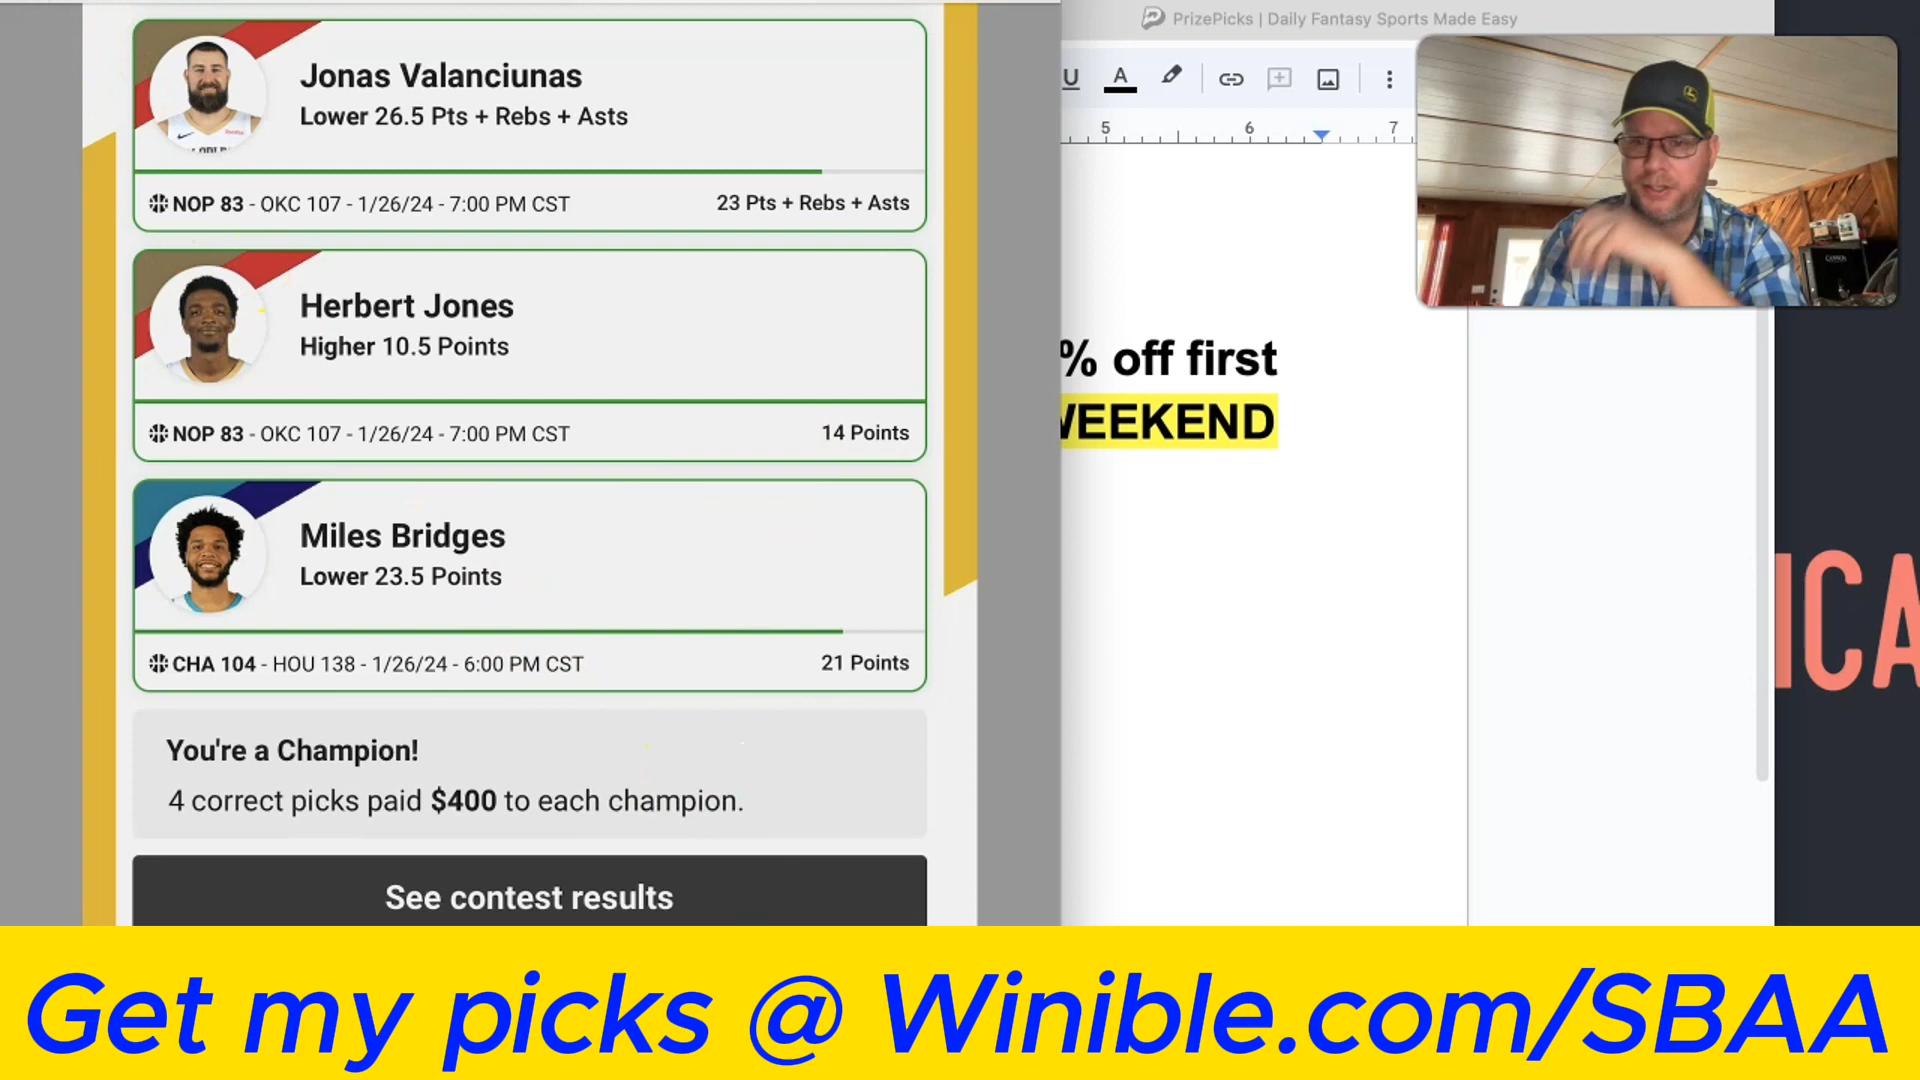 PrizePicks | Daily Fantasy Sports Made Easy
Jonas Valanciunas
Lower 26.5 Pts + Rebs + Asts
NOP 83 - OKC 107 - 1/26/24 - 7:00 PM CST
23 Pts + Rebs + Asts
Herbert Jones
Higher 10.5 Points
NOP 83 - OKC 107 - 1/26/24 - 7:00 PM CST
14 Points
Miles Bridges
Lower 23.5 Points
CHA 104 - HOU 138 - 1/26/24 - 6:00 PM CST
21 Points
You're a Champion!
4 correct picks paid $400 to each champion.
See contest results
U A
5 6 7
% off first
WEEKEND
CANNON
ICA
Get my picks @ Winible.com/SBAA